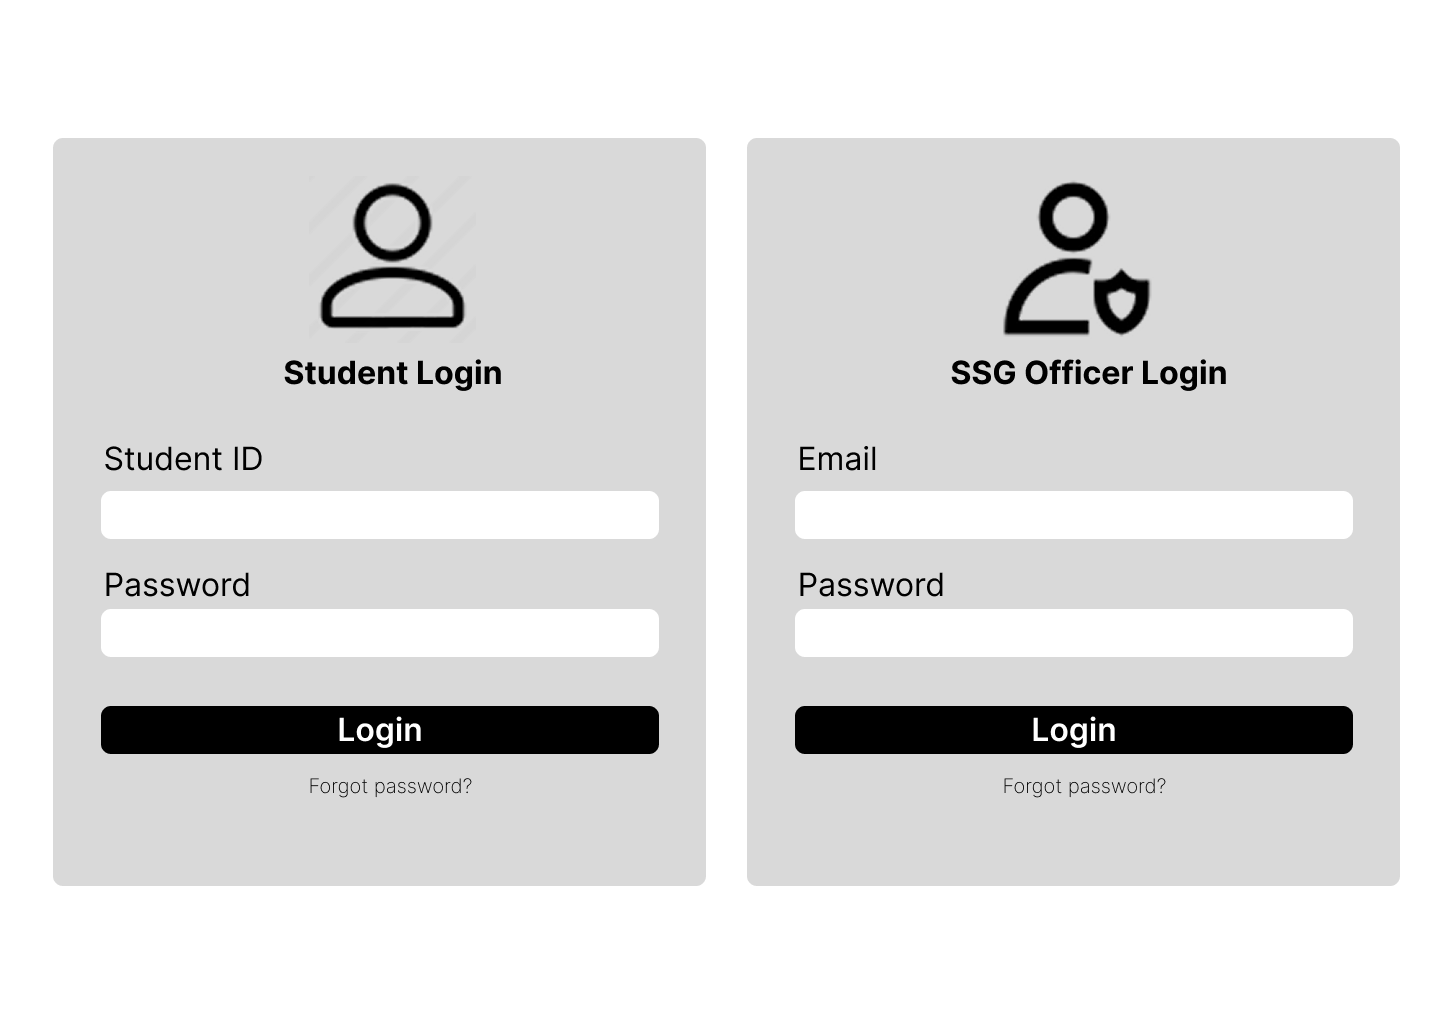 Student Login
Student ID
Password
Login
Forgot password?
SSG Officer Login
Email
Password
Login
Forgot password?